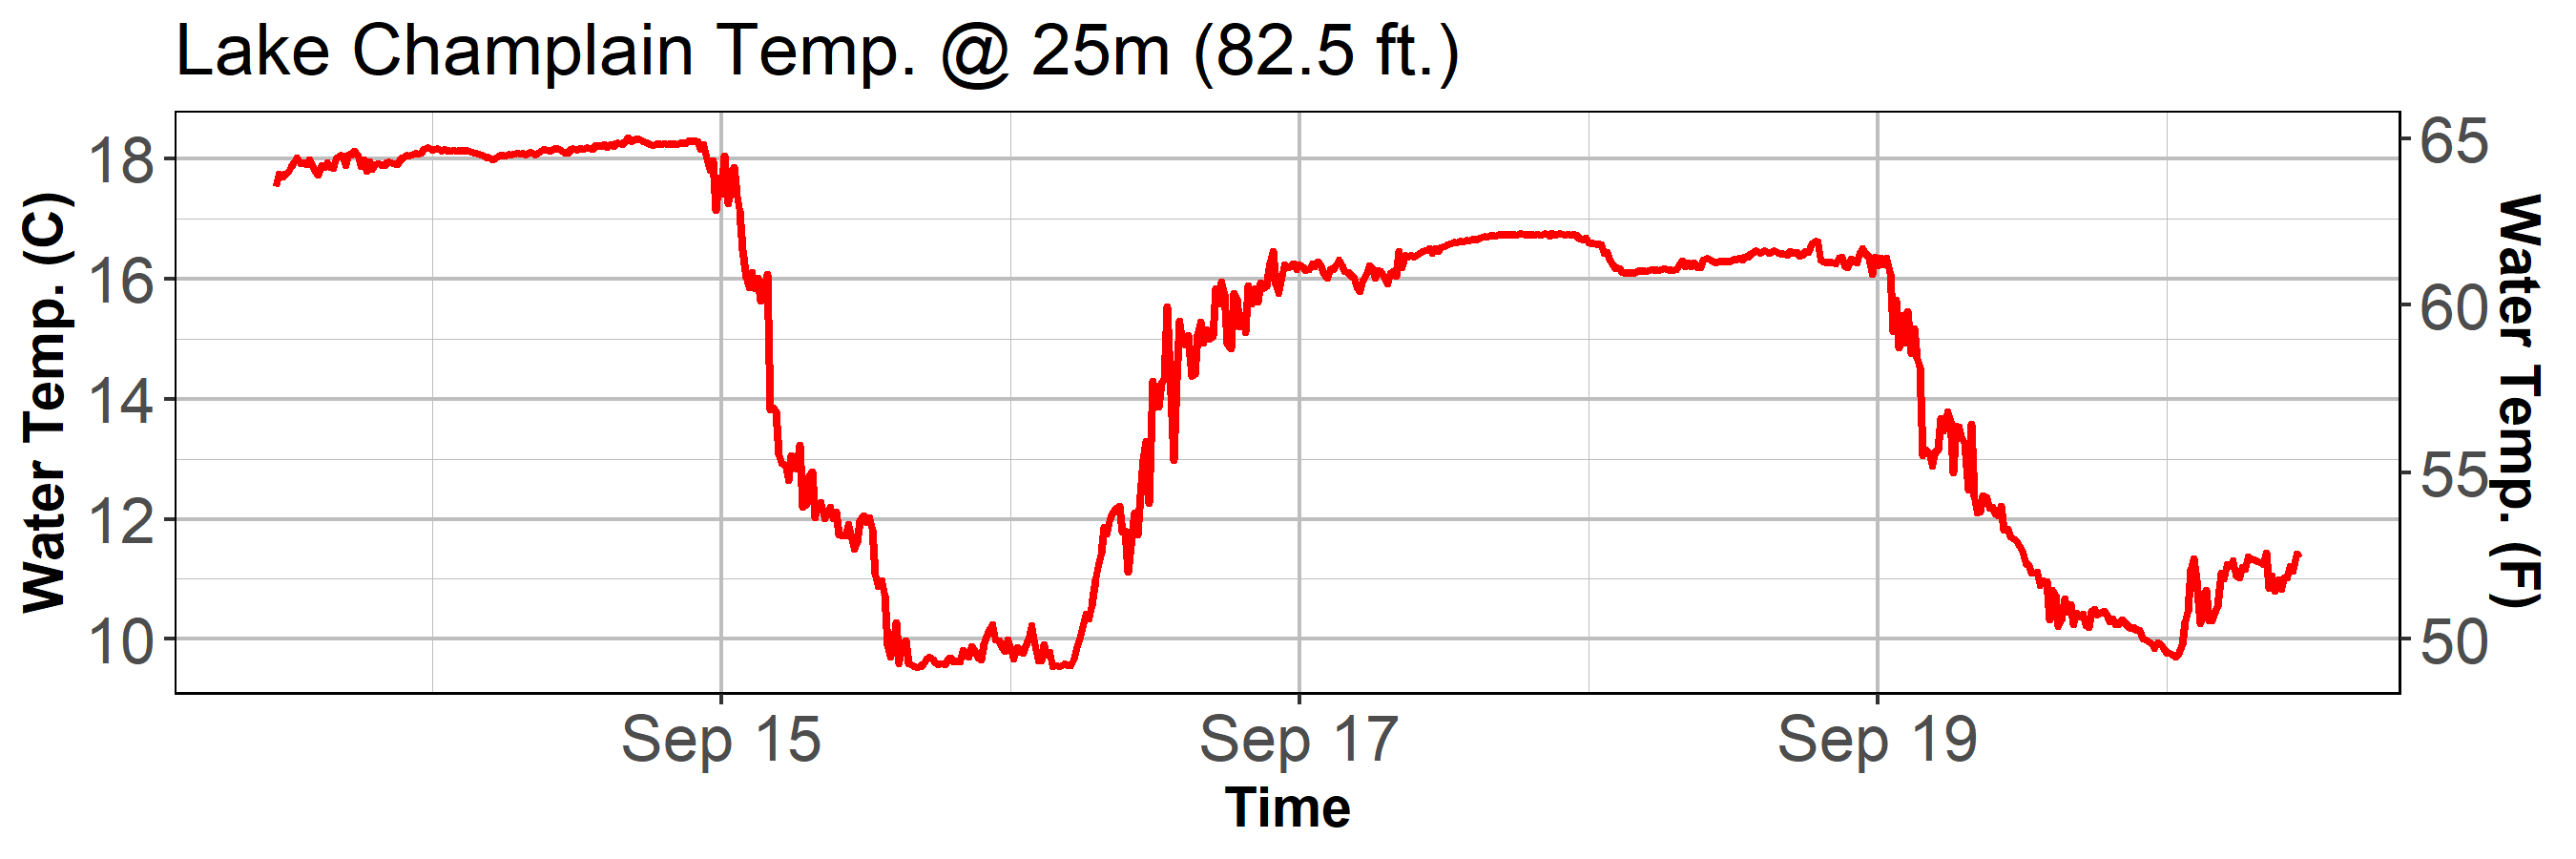 Lake Champlain Temp. @ 25m (82.5 ft.)
Water Temp. (C)
18
16
14
12
10
65
60
55
50
Water Temp. (F)
Sep 15
Sep 17
Sep 19
Time